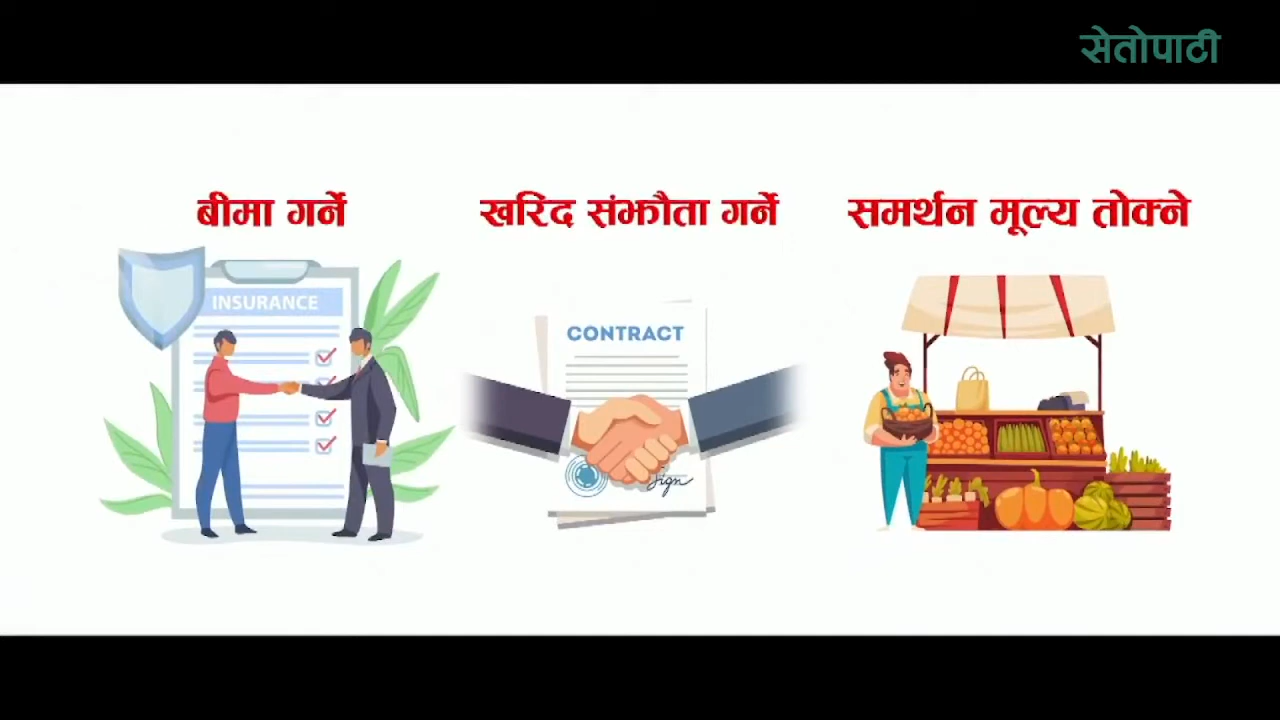 सेतोपाटी
बीमा गर्ने
खरिद संझौता गर्ने
समर्थन मूल्य तोक्ने
INSURANCE
CONTRACT
Sign